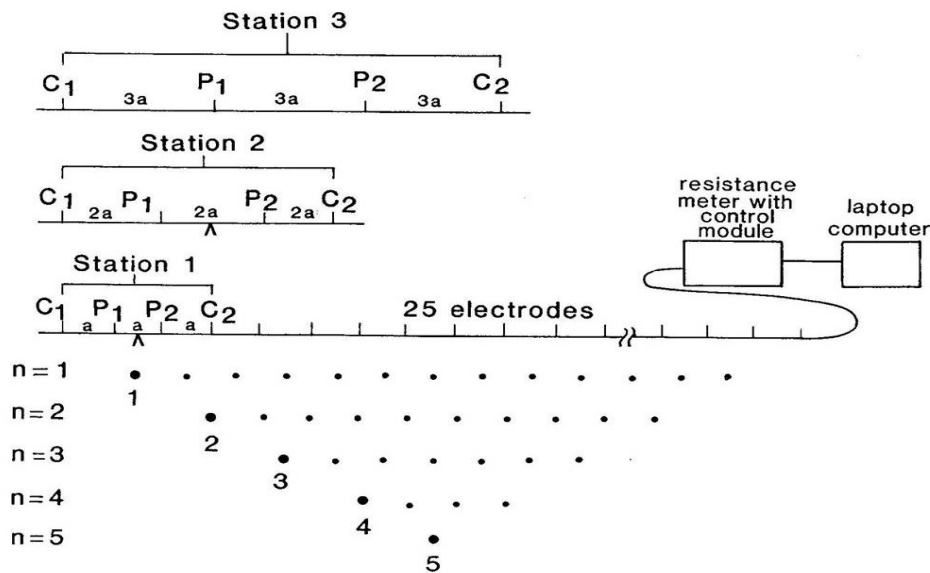 Station 3
C1 P1 P2 C2
3a 3a 3a
Station 2
C1 P1 P2 C2
2a 2a 2a
resistance
meter with
control
module
laptop
computer
Station 1
C1 P1 P2 C2
a a a
25 electrodes
n=1
1
n=2
2
n=3
3
n=4
4
n=5
5